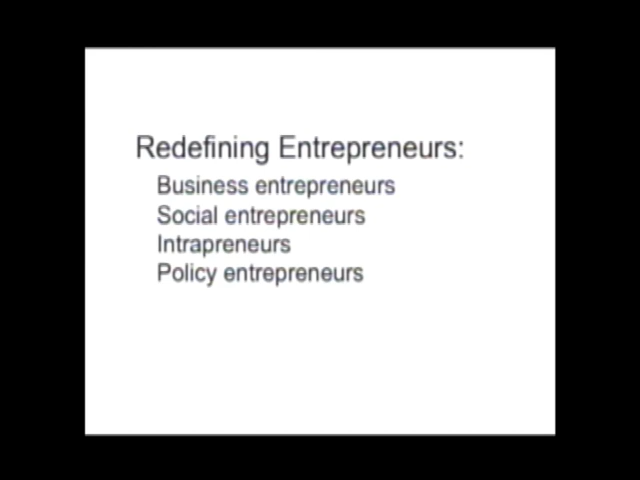 Redefining Entrepreneurs:
Business entrepreneurs
Social entrepreneurs
Intrapreneurs
Policy entrepreneurs